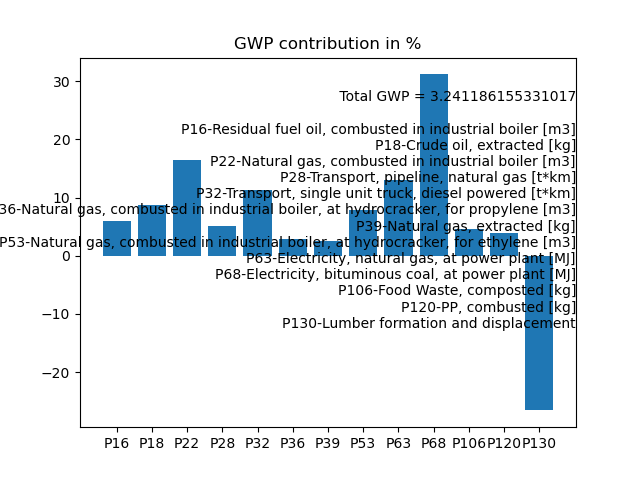 GWP contribution in %
30
20
10
0
−10
−20
Total GWP = 3.241186155331017
P16-Residual fuel oil, combusted in industrial boiler [m3]
P18-Crude oil, extracted [kg]
P22-Natural gas, combusted in industrial boiler [m3]
P28-Transport, pipeline, natural gas [t*km]
P32-Transport, single unit truck, diesel powered [t*km]
36-Natural gas, combusted in industrial boiler, at hydrocracker, for propylene [m3]
P39-Natural gas, extracted [kg]
P53-Natural gas, combusted in industrial boiler, at hydrocracker, for ethylene [m3]
P63-Electricity, natural gas, at power plant [MJ]
P68-Electricity, bituminous coal, at power plant [MJ]
P106-Food Waste, composted [kg]
P120-PP, combusted [kg]
P130-Lumber formation and displacement
P16 P18 P22 P28 P32 P36 P39 P53 P63 P68 P106 P120 P130